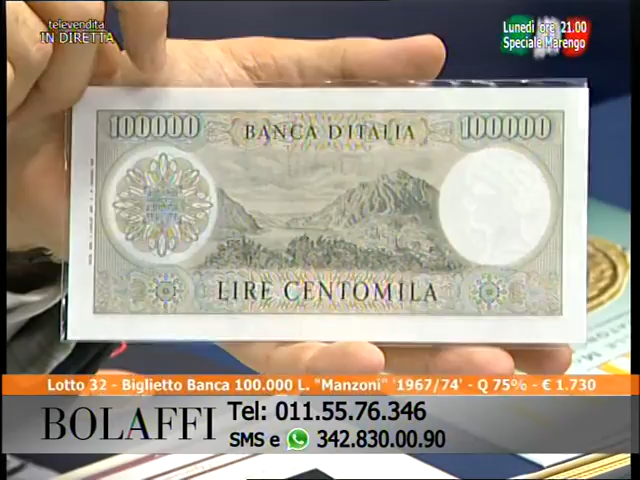 televendita
IN DIRETTA
Lunedi ore 21.00
Speciale Marengo
100000
BANCA D'ITALIA
100000
LIRE CENTOMILA
Lotto 32 - Biglietto Banca 100.000 L. "Manzoni" '1967/74' - Q 75% - € 1.730
BOLAFFI
Tel: 011.55.76.346
SMS e 342.830.00.90